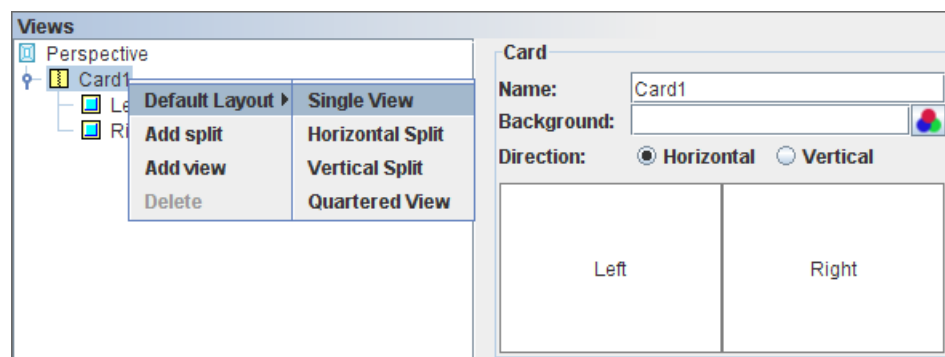 Views
Perspective
Card1
Le
Ri
Default Layout
Add split
Add view
Delete
Single View
Horizontal Split
Vertical Split
Quartered View
Card
Name: Card1
Background:
Direction: Horizontal Vertical
Left Right